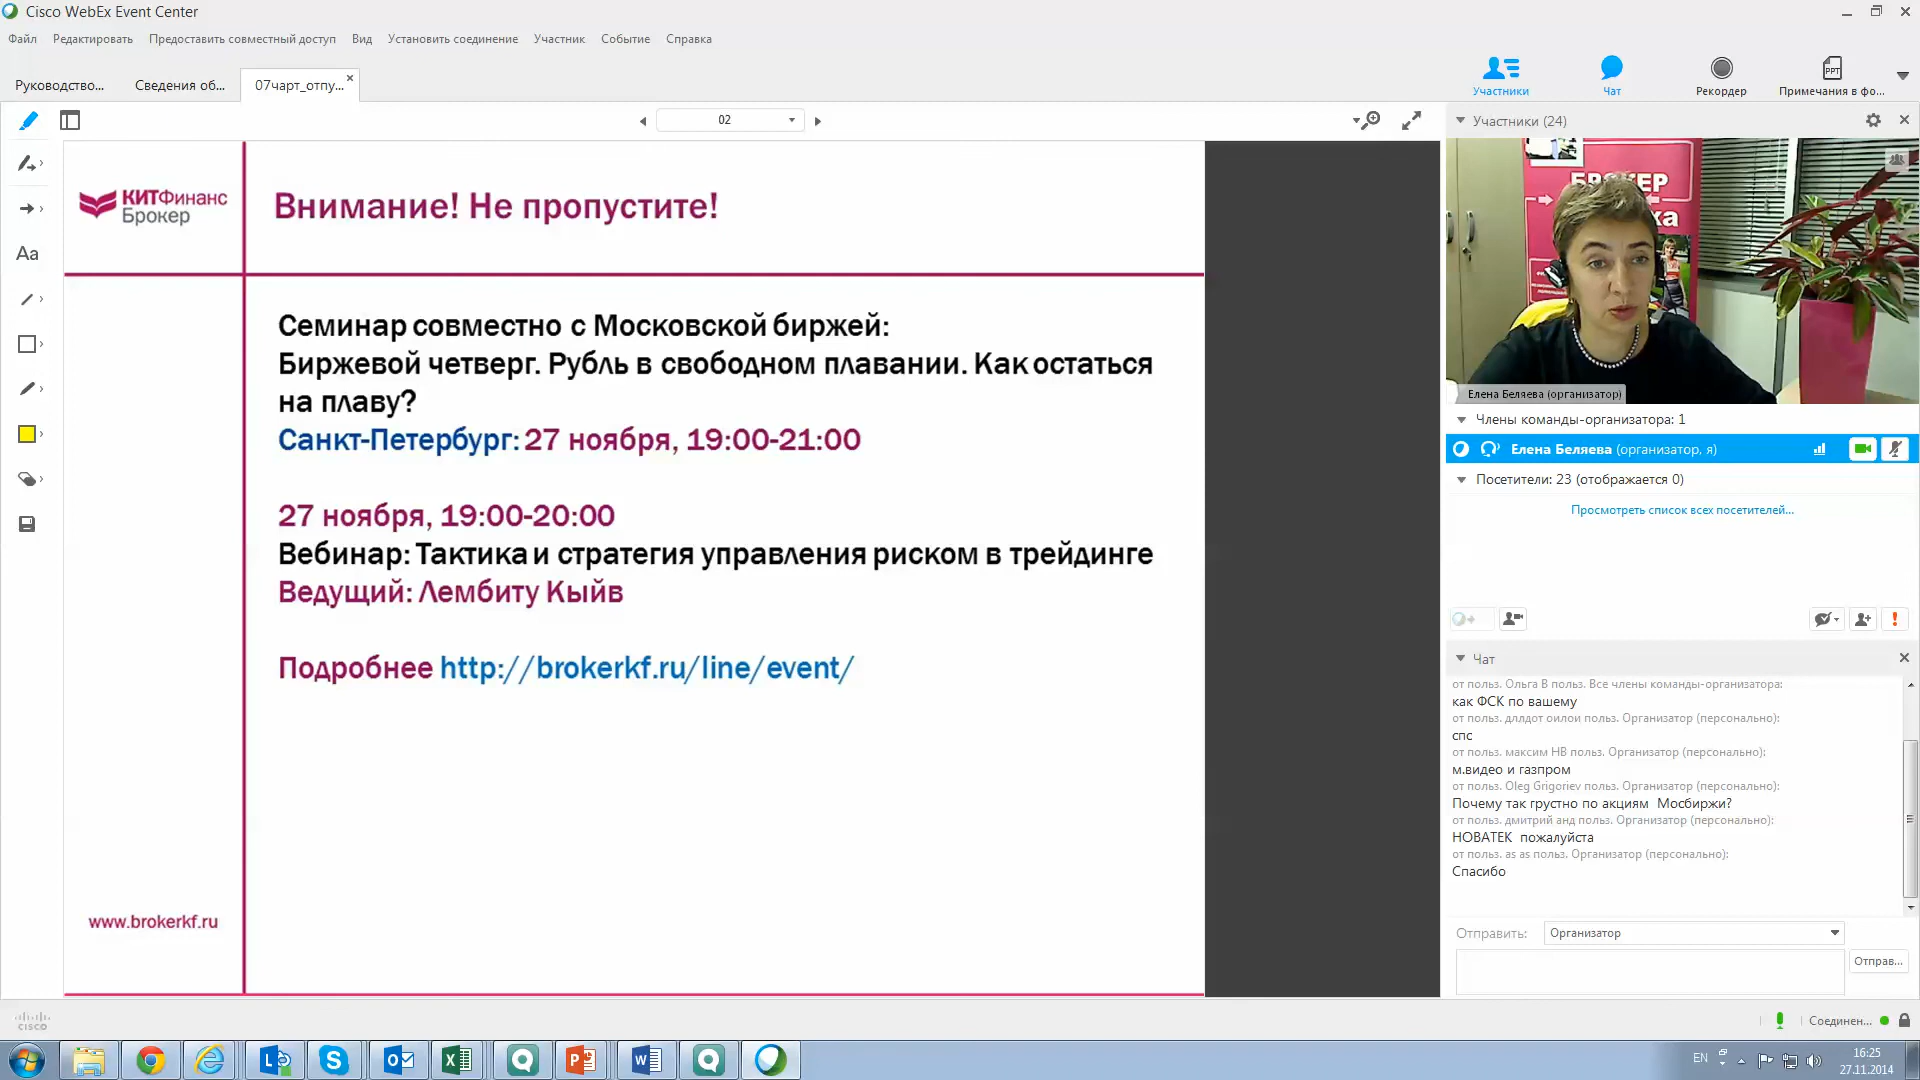 Cisco WebEx Event Center
Файл Редактировать Предоставить совместный доступ Вид Установить соединение Участник Событие Справка
Руководство... Сведения об... 07чарт_отпу...
Участники Чат Рекордер Примечания в фо...
02
Участники (24)
КИТФинанс
Брокер
Внимание! Не пропустите!
БРОКЕР
Елена Беляева (организатор)
Семинар совместно с Московской биржей:
Биржевой четверг. Рубль в свободном плавании. Как остаться
на плаву?
Санкт-Петербург: 27 ноября, 19:00-21:00
27 ноября, 19:00-20:00
Вебинар: Тактика и стратегия управления риском в трейдинге
Ведущий: Лембиту Кыйв
Подробнее http://brokerkf.ru/line/event/
www.brokerkf.ru
Члены команды-организатора: 1
Елена Беляева (организатор, я)
Посетители: 23 (отображается 0)
Просмотреть список всех посетителей...
Чат
от польз. Ольга В польз. Все члены команды-организатора:
как ФСК по вашему
от польз. длдот оилои польз. Организатор (персонально):
спс
от польз. максим НВ польз. Организатор (персонально):
м.видео и газпром
от польз. Oleg Grigoriev польз. Организатор (персонально):
Почему так грустно по акциям Мосбиржи?
от польз. дмитрий анд польз. Организатор (персонально):
НОВАТЕК пожалуйста
от польз. as as польз. Организатор (персонально):
Спасибо
Отправить: Организатор
Отправ...
cisco
Соединен...
EN 16:25
27.11.2014